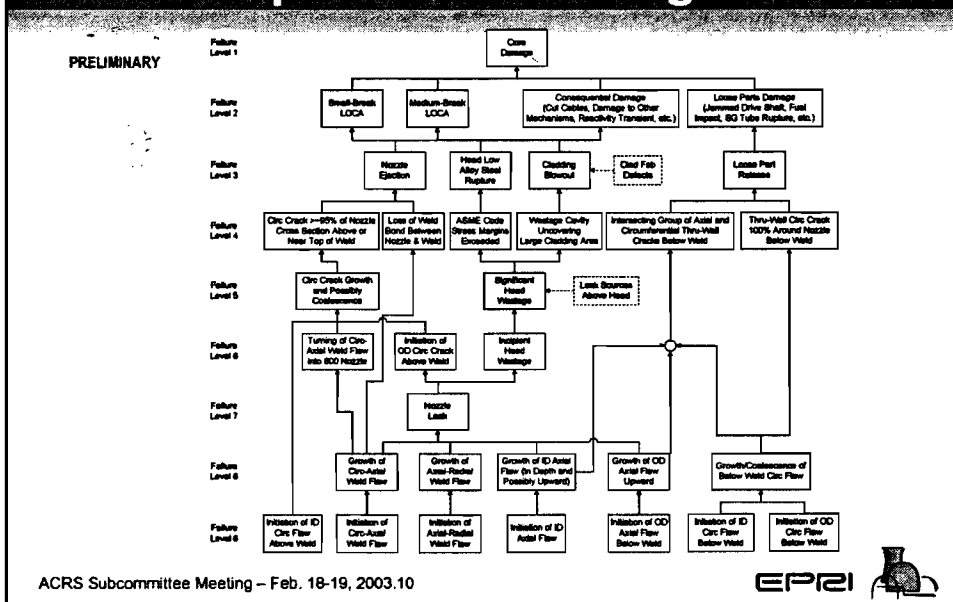 PRELIMINARY
Failure
Level 1
Core
Damage
Failure
Level 2
Small-Break
LOCA
Medium-Break
LOCA
Consequential Damage
(Cut Cables, Damage to Other
Mechanisms, Reactivity Transient, etc.)
Loose Parts Damage
(Jammed Drive Shaft, Fuel
Impact, SG Tube Rupture, etc.)
Failure
Level 3
Nozzle
Ejection
Head Low
Alloy Steel
Rupture
Cladding
Blowout
Clad Fab
Defects
Loose Part
Release
Failure
Level 4
Circ Crack >~95% of Nozzle
Cross Section Above or
Near Top of Weld
Loss of Weld
Bond Between
Nozzle & Weld
ASME Code
Stress Margins
Exceeded
Wastage Cavity
Uncovering
Large Cladding Area
Intersecting Group of Axial and
Circumferential Thru-Wall
Cracks Below Weld
Thru-Wall Circ Crack
100% Around Nozzle
Below Weld
Failure
Level 5
Circ Crack Growth
and Possibly
Coalescence
Significant
Head
Wastage
Leak Sources
Above Head
Failure
Level 6
Turning of Circ-
Axial Weld Flaw
Into 600 Nozzle
Initiation of
OD Circ Crack
Above Weld
Incipient
Head
Wastage
Failure
Level 7
Nozzle
Leak
Failure
Level 8
Growth of
Circ-Axial
Weld Flaw
Growth of
Axial-Radial
Weld Flaw
Growth of ID Axial
Flaw (In Depth and
Possibly Upward)
Growth of OD
Axial Flaw
Upward
Growth/Coalescence of
Below Weld Circ Flaw
Failure
Initiation of ID
Circ Flaw
Above Weld
Initiation of
Circ-Axial
Weld Flaw
Initiation of
Axial-Radial
Weld Flaw
Initiation of ID
Axial Flaw
Initiation of OD
Axial Flaw
Below Weld
Initiation of ID
Circ Flaw
Below Weld
Initiation of OD
Circ Flaw
Below Weld
ACRS Subcommittee Meeting – Feb. 18-19, 2003.10
EPRI